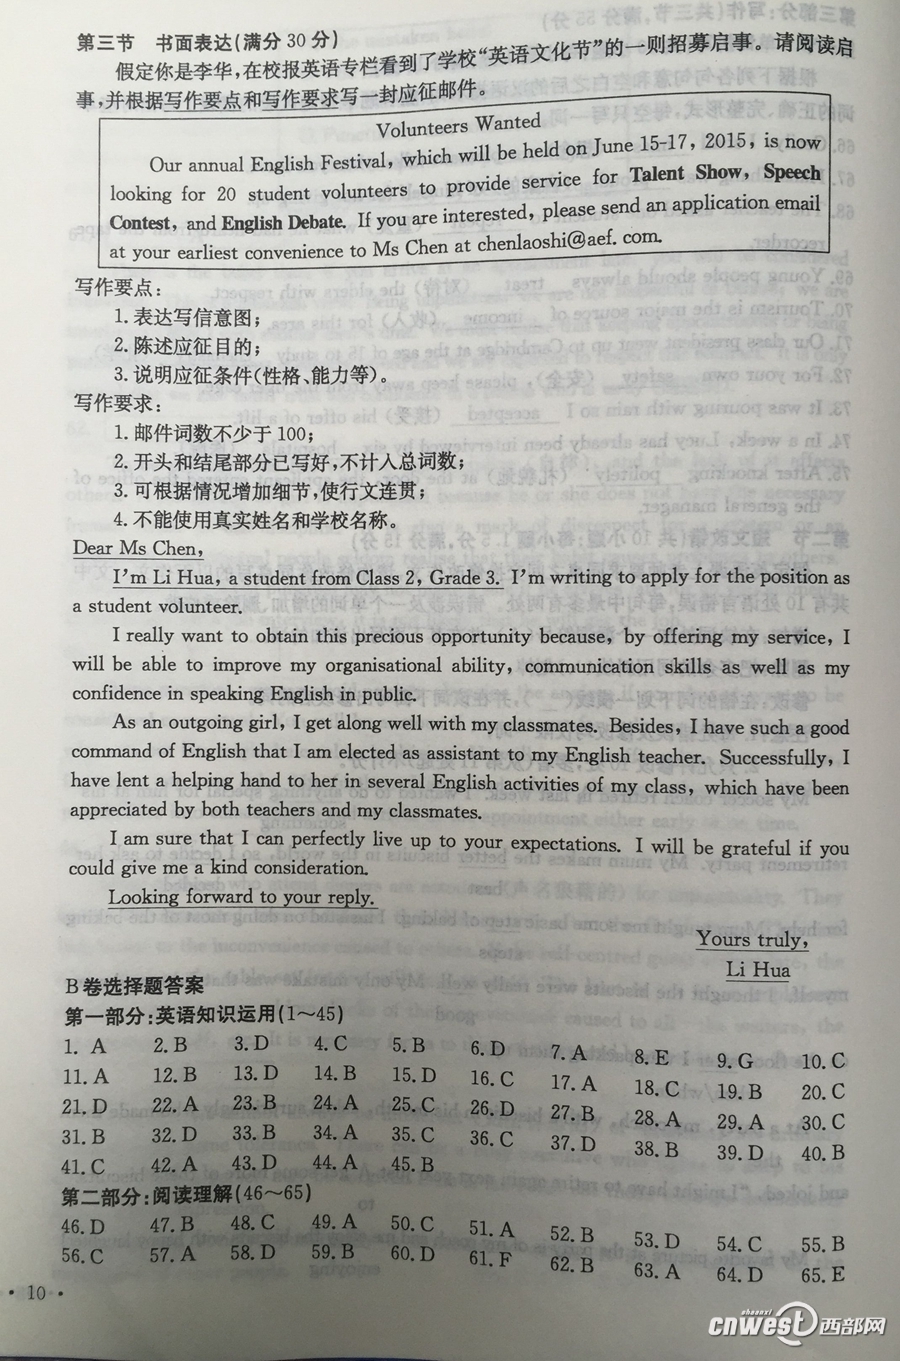 第三节 书面表达(满分30分)
假定你是李华,在校报英语专栏看到了学校“英语文化节”的一则招募启事。请阅读启
事,并根据写作要点和写作要求写一封应征邮件。
Volunteers Wanted
Our annual English Festival, which will be held on June 15-17, 2015, is now
looking for 20 student volunteers to provide service for Talent Show, Speech
Contest, and English Debate. If you are interested, please send an application email
at your earliest convenience to Ms Chen at chenlaoshi@aef. com.
写作要点:
1. 表达写信意图;
2. 陈述应征目的;
3. 说明应征条件(性格、能力等)。
写作要求:
1. 邮件词数不少于100;
2. 开头和结尾部分已写好,不计入总词数;
3. 可根据情况增加细节,使行文连贯;
4. 不能使用真实姓名和学校名称。
Dear Ms Chen,
I'm Li Hua, a student from Class 2, Grade 3. I'm writing to apply for the position as
a student volunteer.
I really want to obtain this precious opportunity because, by offering my service, I
will be able to improve my organisational ability, communication skills as well as my
confidence in speaking English in public.
As an outgoing girl, I get along well with my classmates. Besides, I have such a good
command of English that I am elected as assistant to my English teacher. Successfully, I
have lent a helping hand to her in several English activities of my class, which have been
appreciated by both teachers and my classmates.
I am sure that I can perfectly live up to your expectations. I will be grateful if you
could give me a kind consideration.
Looking forward to your reply.
Yours truly,
Li Hua
B卷选择题答案
第一部分:英语知识运用(1～45)
1. A 2. B 3. D 4. C 5. B 6. D 7. A 8. E 9. G 10. C
11. A 12. B 13. D 14. B 15. D 16. C 17. A 18. C 19. B 20. C
21. D 22. A 23. B 24. A 25. C 26. D 27. B 28. A 29. A 30. C
31. B 32. D 33. B 34. A 35. C 36. C 37. D 38. B 39. D 40. B
41. C 42. A 43. D 44. A 45. B
第二部分:阅读理解(46～65)
46. D 47. B 48. C 49. A 50. C 51. A 52. B 53. D 54. C 55. B
56. C 57. A 58. D 59. B 60. D 61. F 62. B 63. A 64. D 65. E
· 10 ·
shaanxi
cnwest 西部网